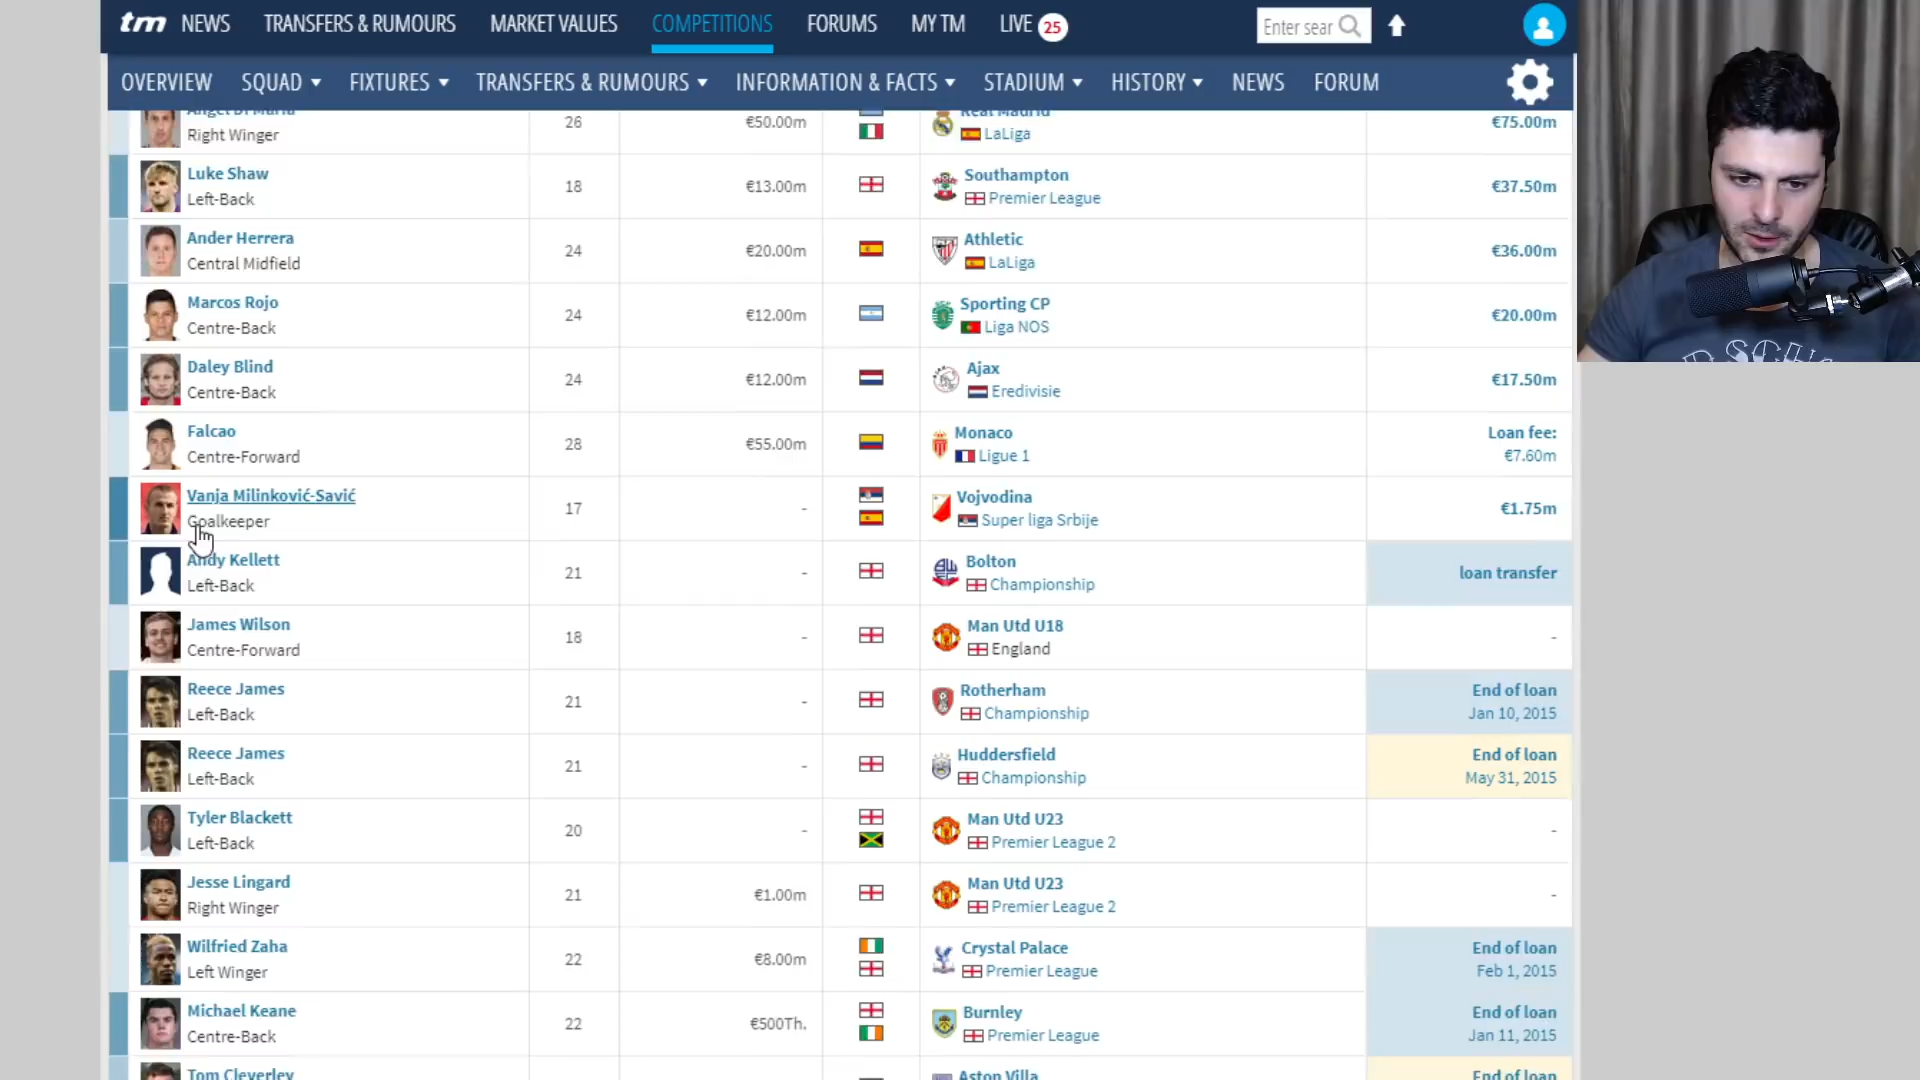 tm NEWS TRANSFERS & RUMOURS MARKET VALUES COMPETITIONS FORUMS MY TM LIVE 25 Enter sear
OVERVIEW SQUAD FIXTURES TRANSFERS & RUMOURS INFORMATION & FACTS STADIUM HISTORY NEWS FORUM
Angel Di Maria Real Madrid
Right Winger 26 €50.00m LaLiga €75.00m
Luke Shaw Southampton
Left-Back 18 €13.00m Premier League €37.50m
Ander Herrera Athletic
Central Midfield 24 €20.00m LaLiga €36.00m
Marcos Rojo Sporting CP
Centre-Back 24 €12.00m Liga NOS €20.00m
Daley Blind Ajax
Centre-Back 24 €12.00m Eredivisie €17.50m
Falcao Monaco Loan fee:
Centre-Forward 28 €55.00m Ligue 1 €7.60m
Vanja Milinković-Savić Vojvodina
Goalkeeper 17 - Super liga Srbije €1.75m
Andy Kellett Bolton
Left-Back 21 - Championship loan transfer
James Wilson Man Utd U18
Centre-Forward 18 - England -
Reece James Rotherham End of loan
Left-Back 21 - Championship Jan 10, 2015
Reece James Huddersfield End of loan
Left-Back 21 - Championship May 31, 2015
Tyler Blackett Man Utd U23
Left-Back 20 - Premier League 2 -
Jesse Lingard Man Utd U23
Right Winger 21 €1.00m Premier League 2 -
Wilfried Zaha Crystal Palace End of loan
Left Winger 22 €8.00m Premier League Feb 1, 2015
Michael Keane Burnley End of loan
Centre-Back 22 €500Th. Premier League Jan 11, 2015
Tom Cleverley Aston Villa End of loan